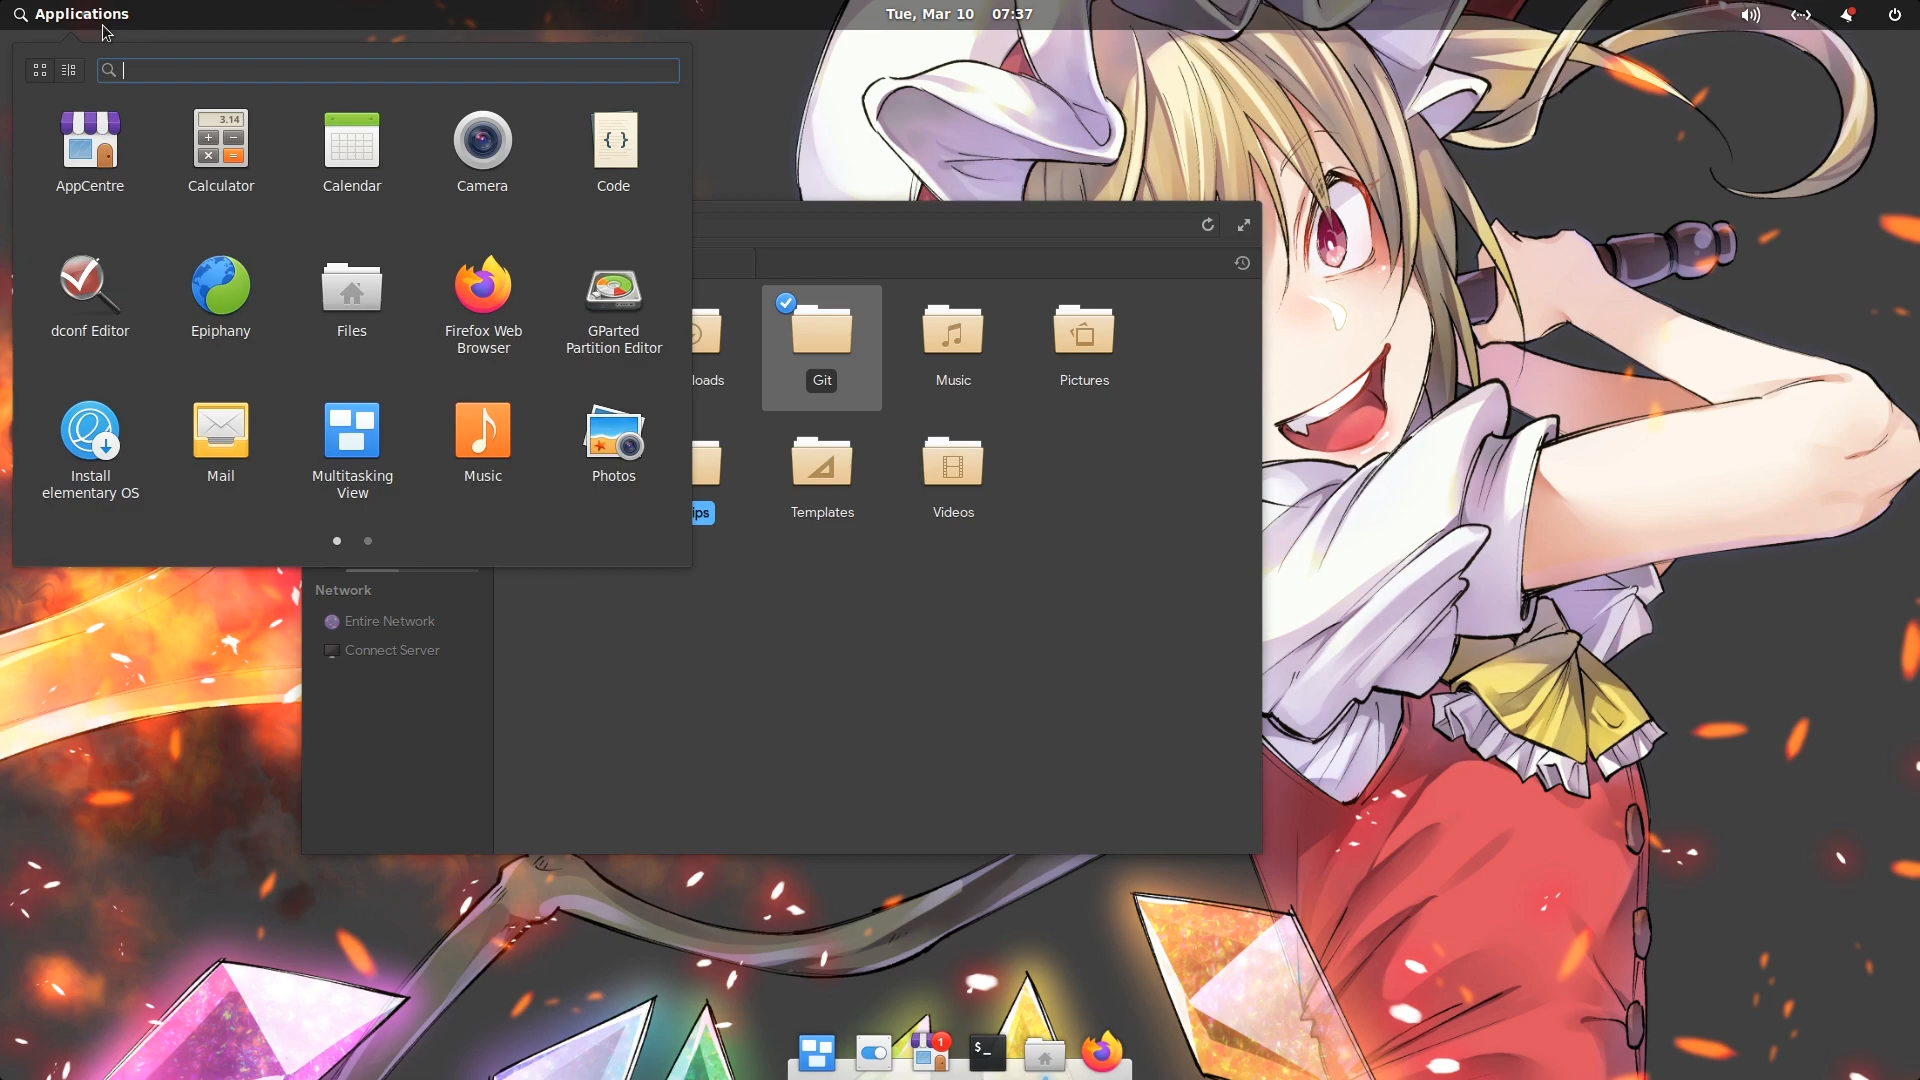 Applications
Tue, Mar 10 07:37
3.14
AppCentre
Calculator
Calendar
Camera
Code
dconf Editor
Epiphany
Files
Firefox Web
Browser
GParted
Partition Editor
Install
elementary OS
Mail
Multitasking
View
Music
Photos
loads
Git
Music
Pictures
ips
Templates
Videos
Network
Entire Network
Connect Server
1
$_